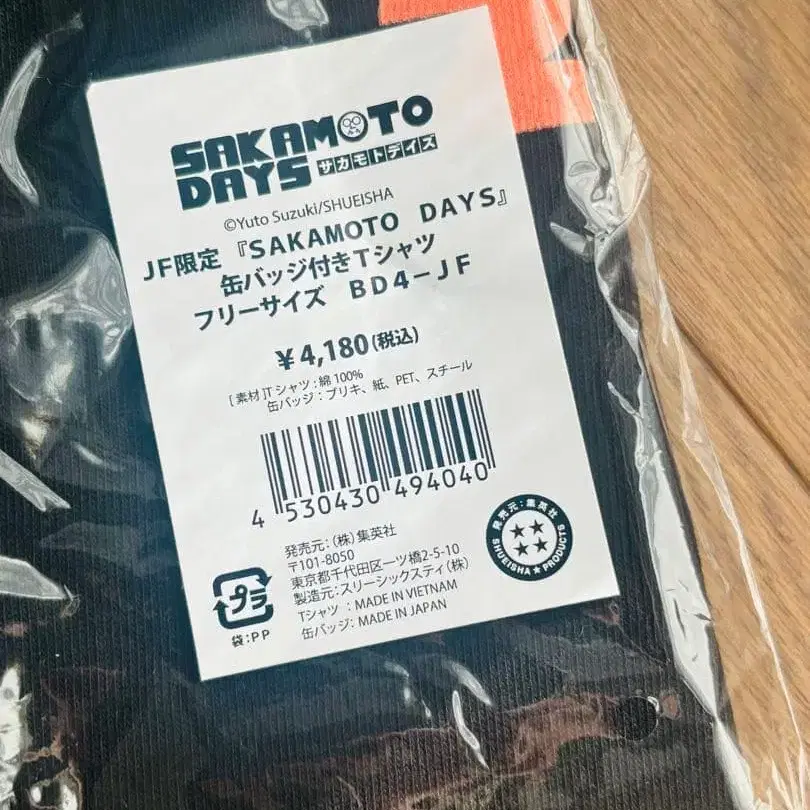 SAKAMOTO
DAYS サカモトデイズ
©Yuto Suzuki/SHUEISHA
JF限定『SAKAMOTO DAYS』
缶バッジ付きTシャツ
フリーサイズ BD4-JF
¥4,180(税込)
[素材]Tシャツ:綿100%
缶バッジ:ブリキ、紙、PET、スチール
4 530430 494040
発売元:(株)集英社
〒101-8050
東京都千代田区一ツ橋2-5-10
製造元:スリーシックスティ(株)
Tシャツ :MADE IN VIETNAM
缶バッジ:MADE IN JAPAN
プラ
袋:PP
発売元:集英社
SHUEISHA★PRODUCTS